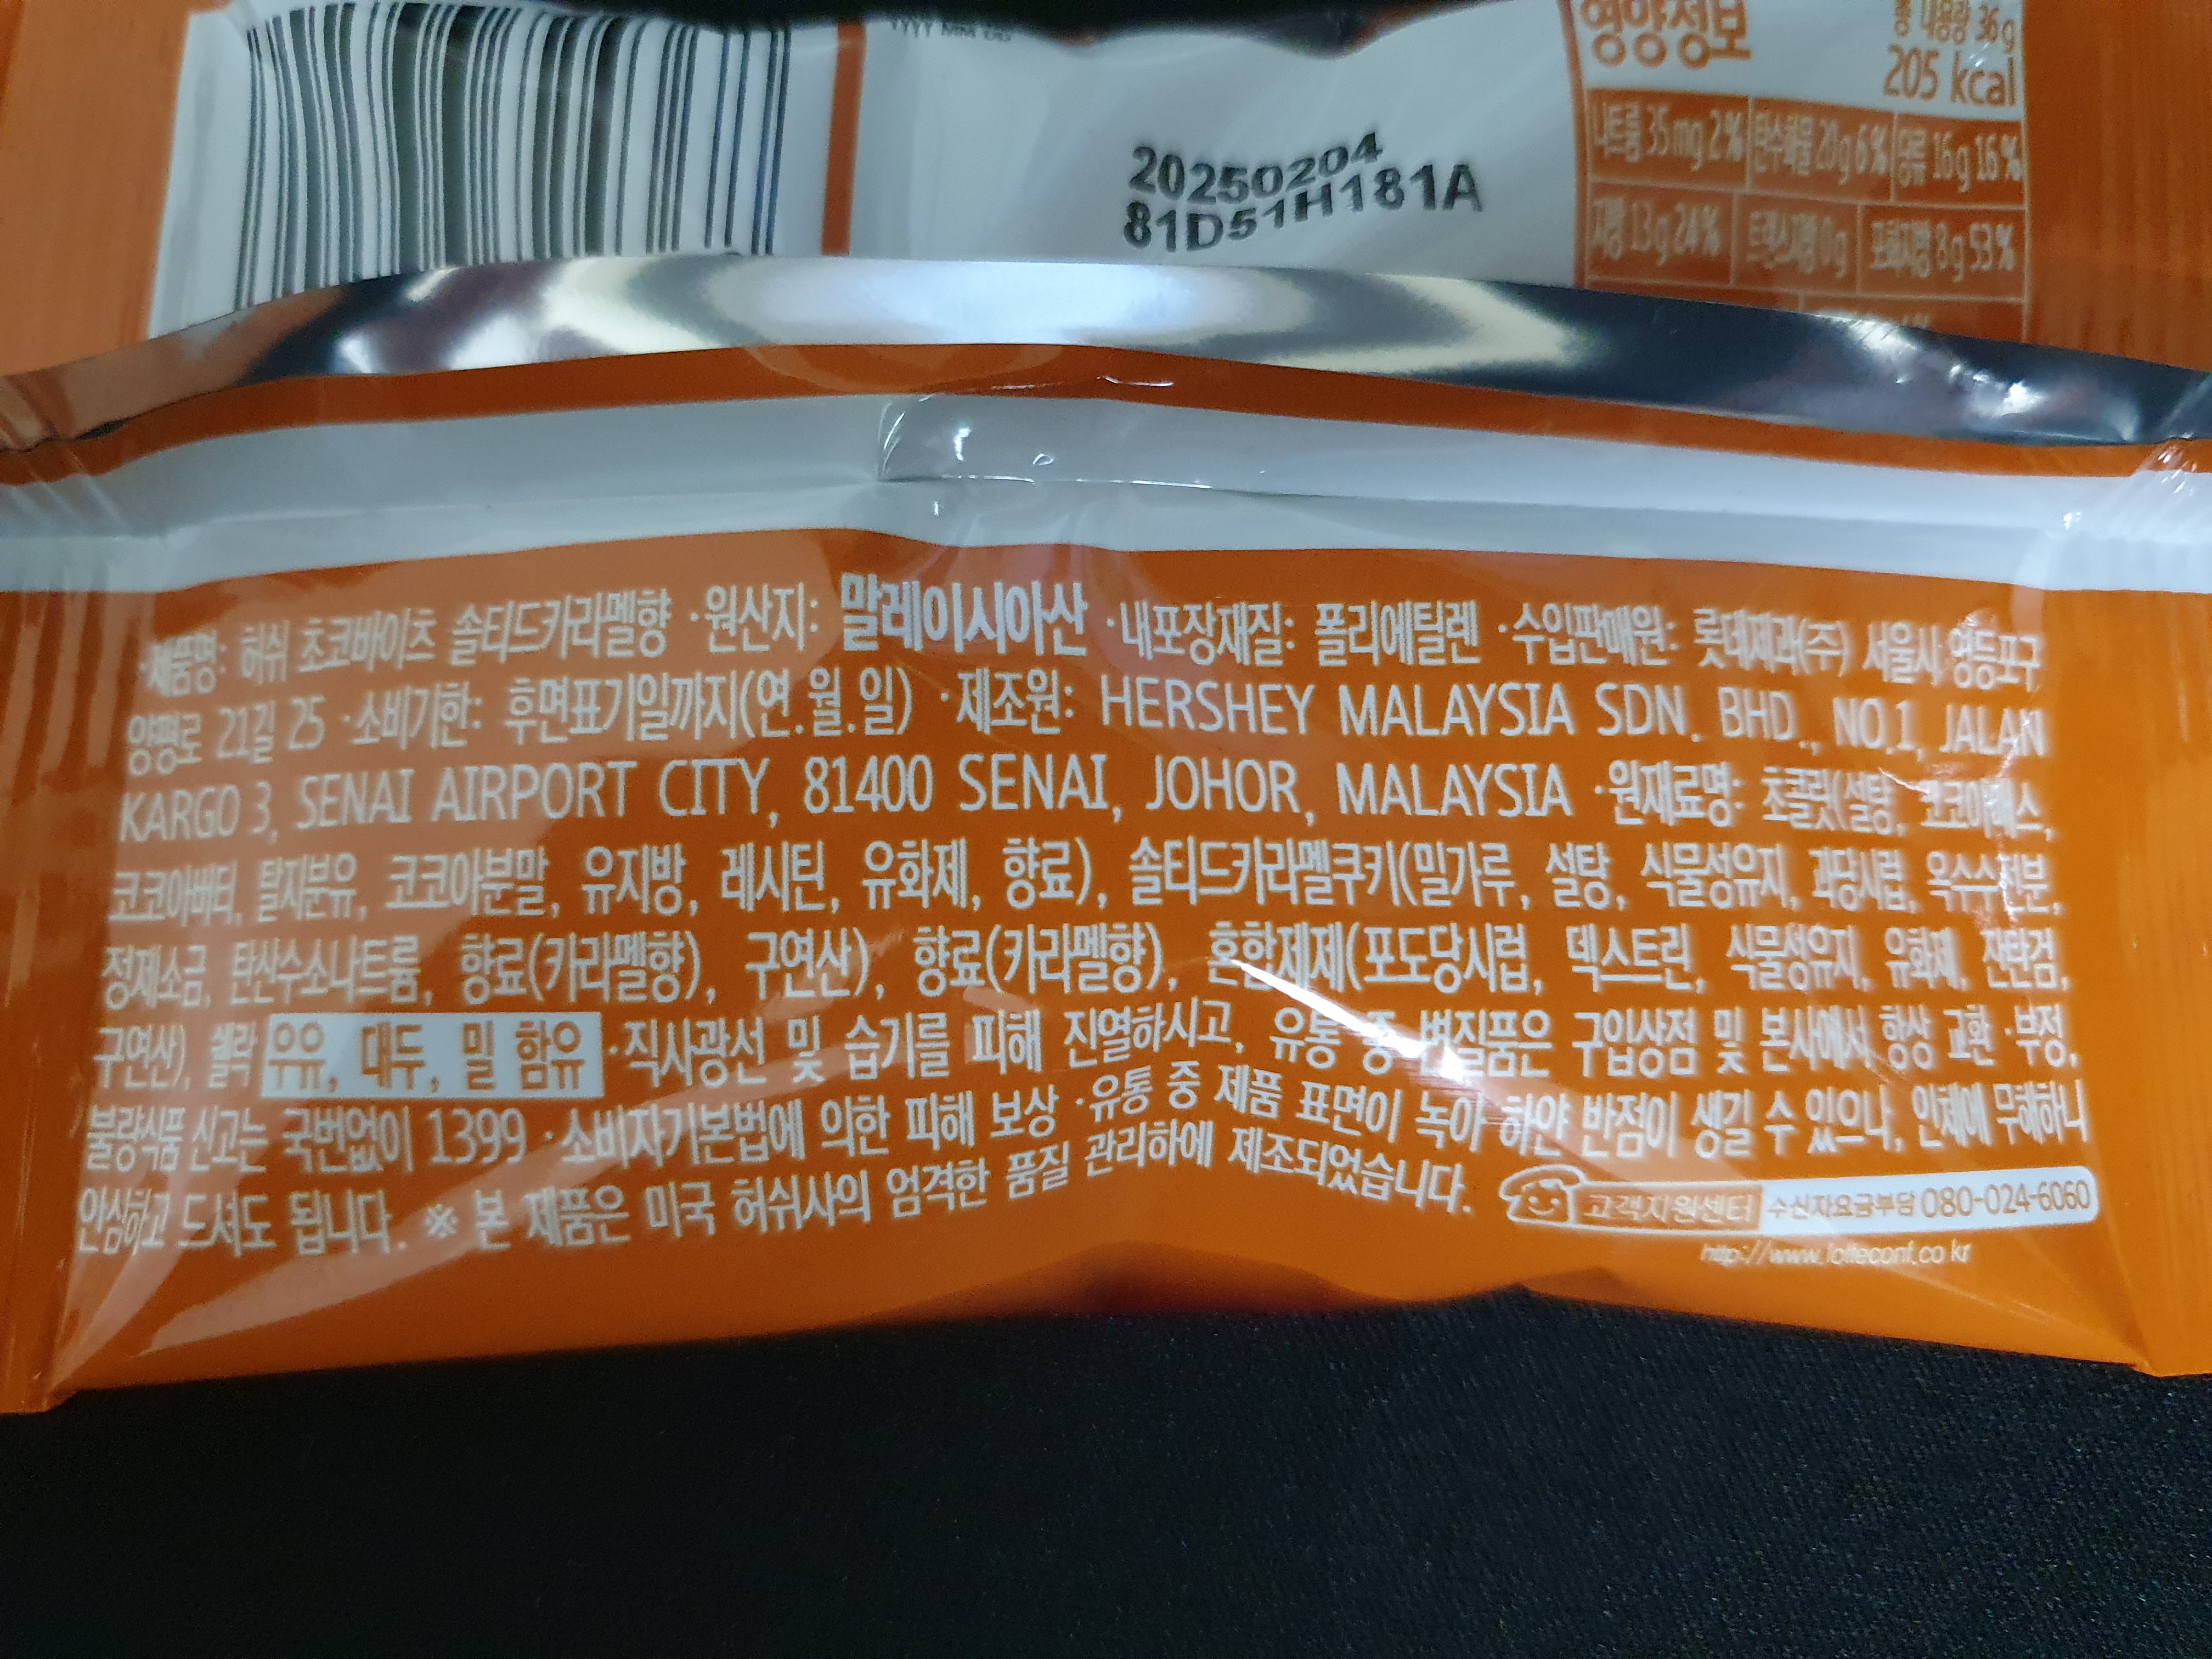 영양정보
총 내용량 36g
205 kcal
나트륨 35mg 2% 탄수화물 20g 6% 당류 16g 16%
지방 13g 24% 트랜스지방 0g 포화지방 8g 53%
YYYY MM DD
20250204
81D51H181A
·제품명: 허쉬 초코바이츠 솔티드카라멜향 ·원산지: 말레이시아산 ·내포장재질: 폴리에틸렌 ·수입판매원: 롯데제과(주) 서울시 영등포구
양평로 21길 25 ·소비기한: 후면표기일까지(연.월.일) ·제조원: HERSHEY MALAYSIA SDN. BHD., NO.1, JALAN
KARGO 3, SENAI AIRPORT CITY, 81400 SENAI, JOHOR, MALAYSIA ·원재료명: 초콜릿(설탕, 코코아매스,
코코아버터, 탈지분유, 코코아분말, 유지방, 레시틴, 유화제, 향료), 솔티드카라멜쿠키(밀가루, 설탕, 식물성유지, 과당시럽, 옥수수전분,
정제소금, 탄산수소나트륨, 향료(카라멜향), 구연산), 향료(카라멜향), 혼합제제(포도당시럽, 덱스트린, 식물성유지, 유화제, 잔탄검,
구연산), 쉘락 우유, 대두, 밀 함유 ·직사광선 및 습기를 피해 진열하시고, 유통 중 변질품은 구입상점 및 본사에서 항상 교환 ·부정,
불량식품 신고는 국번없이 1399 ·소비자기본법에 의한 피해 보상 ·유통 중 제품 표면이 녹아 하얀 반점이 생길 수 있으나, 인체에 무해하니
안심하고 드셔도 됩니다. ※ 본 제품은 미국 허쉬사의 엄격한 품질 관리하에 제조되었습니다.
고객지원센터 수신자요금부담 080-024-6060
http://www.lotteconf.co.kr